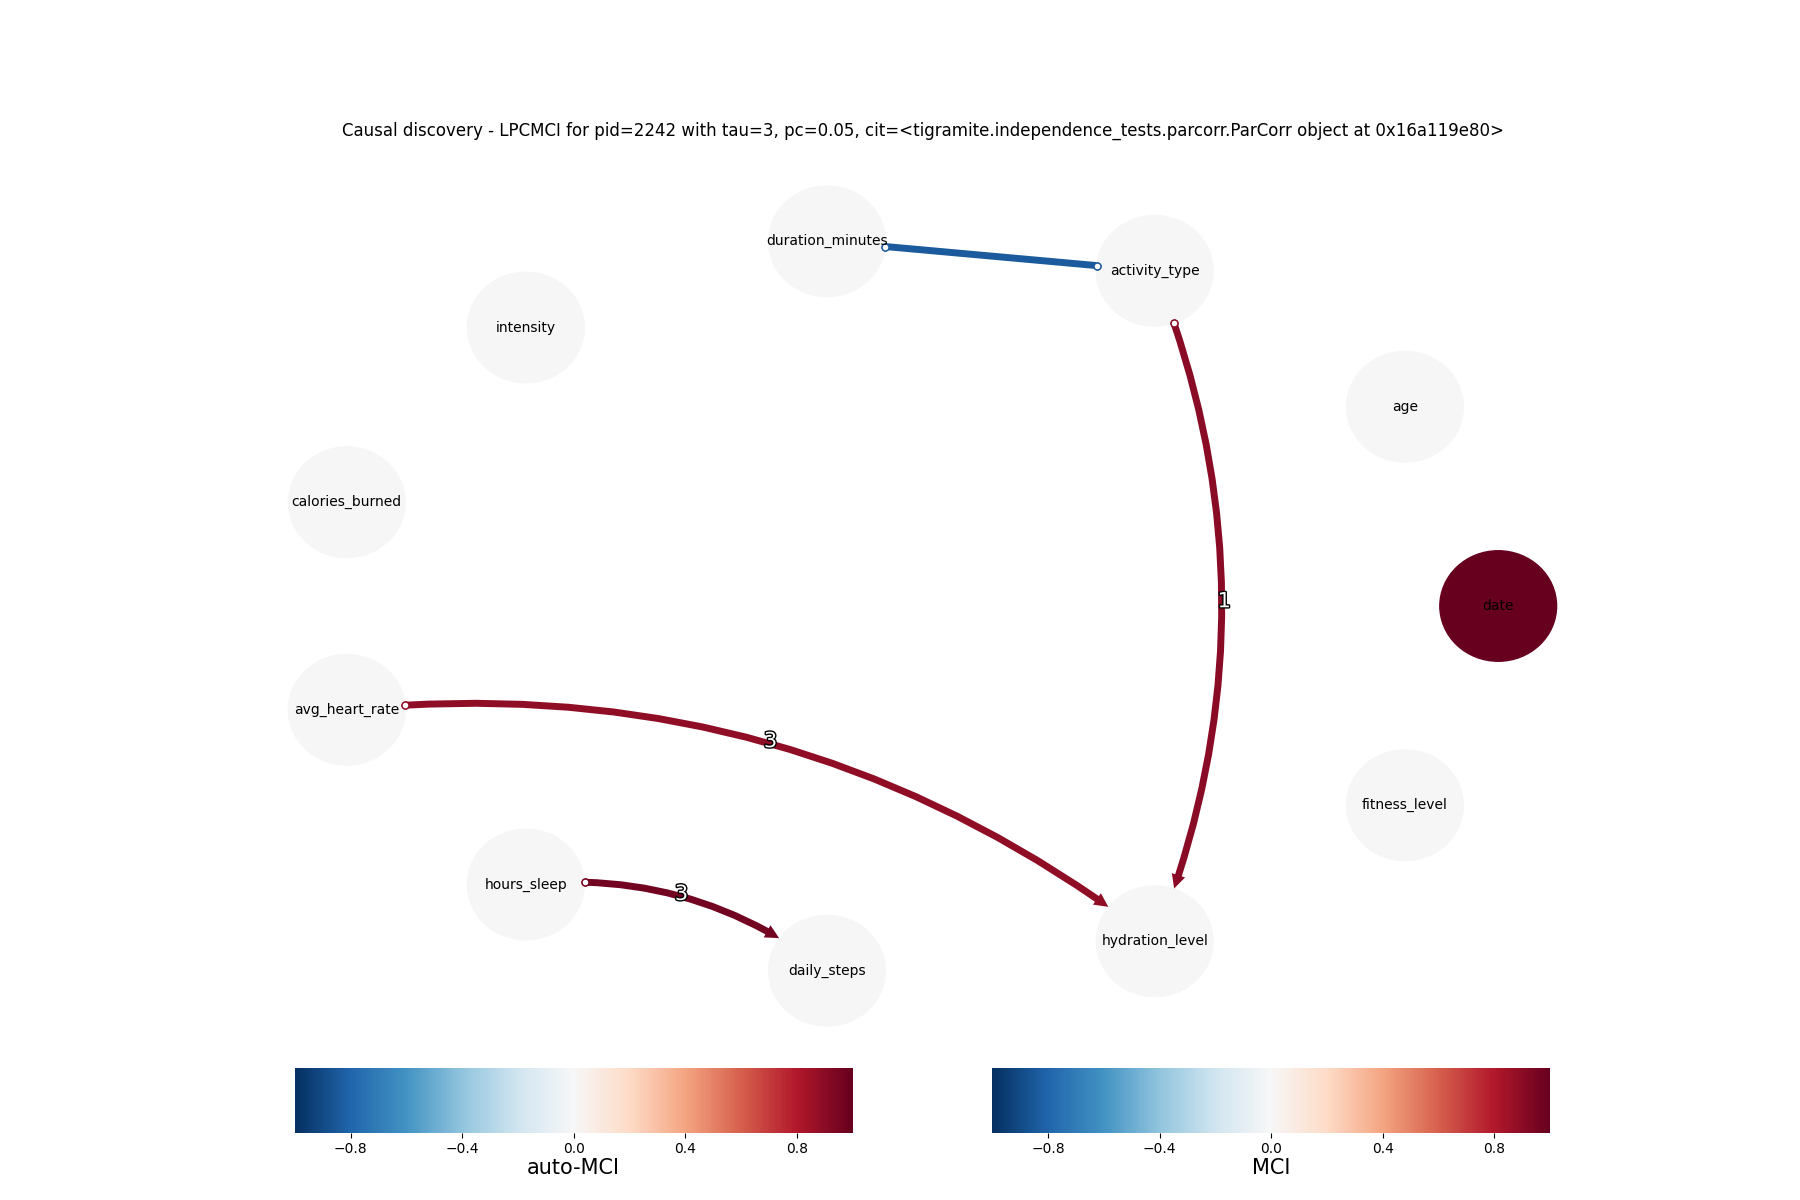 Causal discovery - LPCMCI for pid=2242 with tau=3, pc=0.05, cit=<tigramite.independence_tests.parcorr.ParCorr object at 0x16a119e80>
duration_minutes
activity_type
intensity
age
calories_burned
1
date
avg_heart_rate
3
fitness_level
hours_sleep
3
hydration_level
daily_steps
−0.8 −0.4 0.0 0.4 0.8
auto-MCI
−0.8 −0.4 0.0 0.4 0.8
MCI